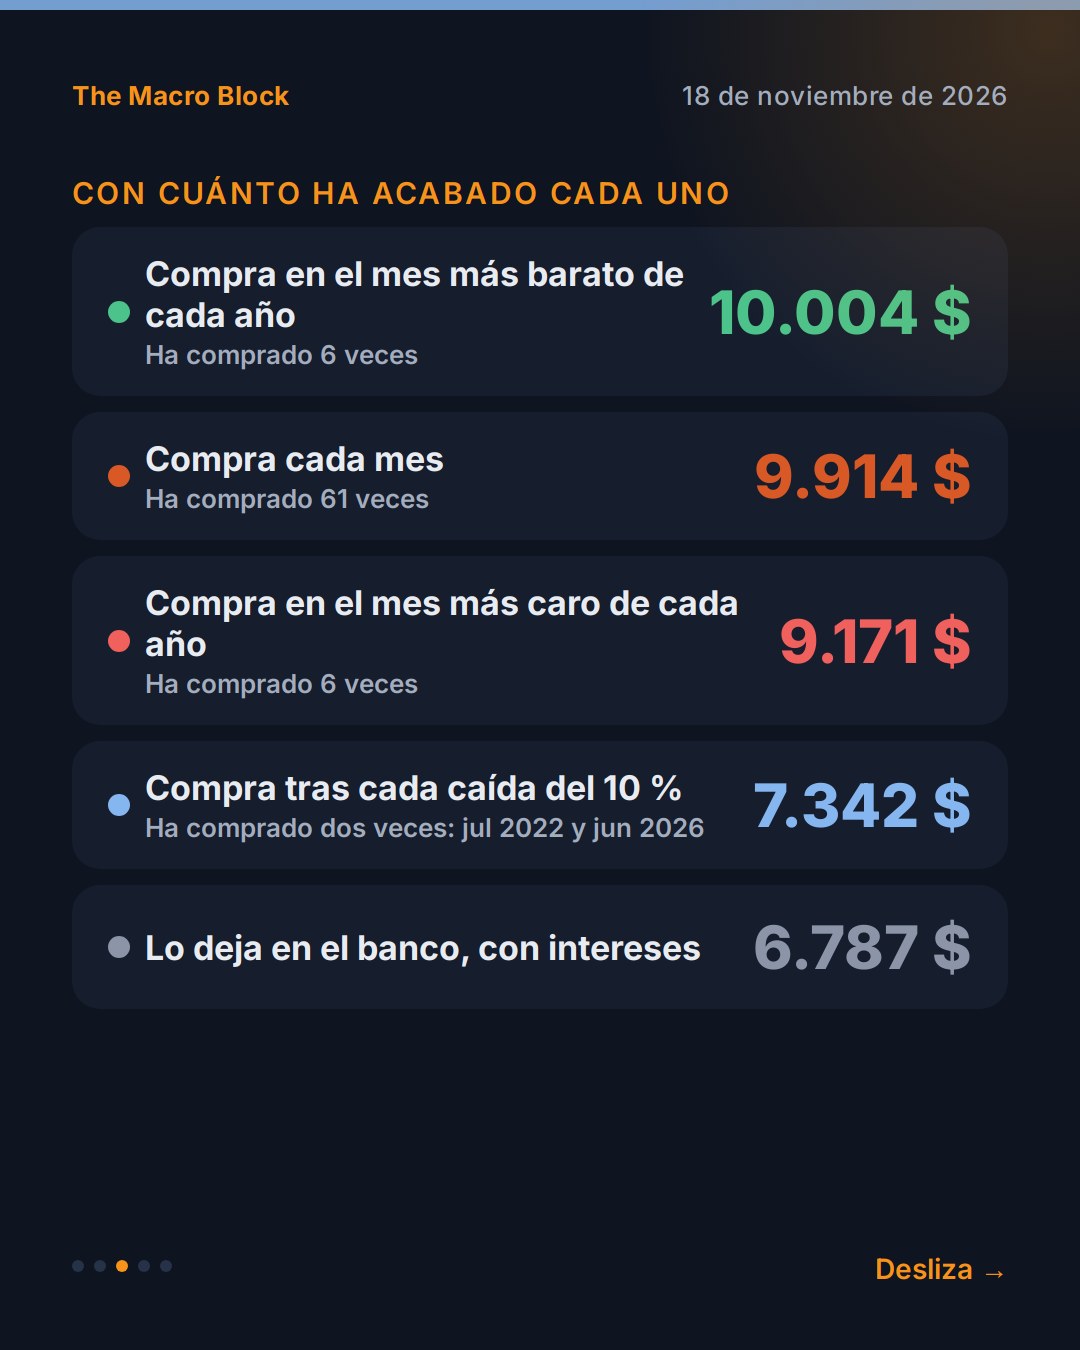 The Macro Block
18 de noviembre de 2026
CON CUÁNTO HA ACABADO CADA UNO
Compra en el mes más barato de
cada año
Ha comprado 6 veces
10.004 $
Compra cada mes
Ha comprado 61 veces
9.914 $
Compra en el mes más caro de cada
año
Ha comprado 6 veces
9.171 $
Compra tras cada caída del 10 %
Ha comprado dos veces: jul 2022 y jun 2026
7.342 $
Lo deja en el banco, con intereses
6.787 $
Desliza →